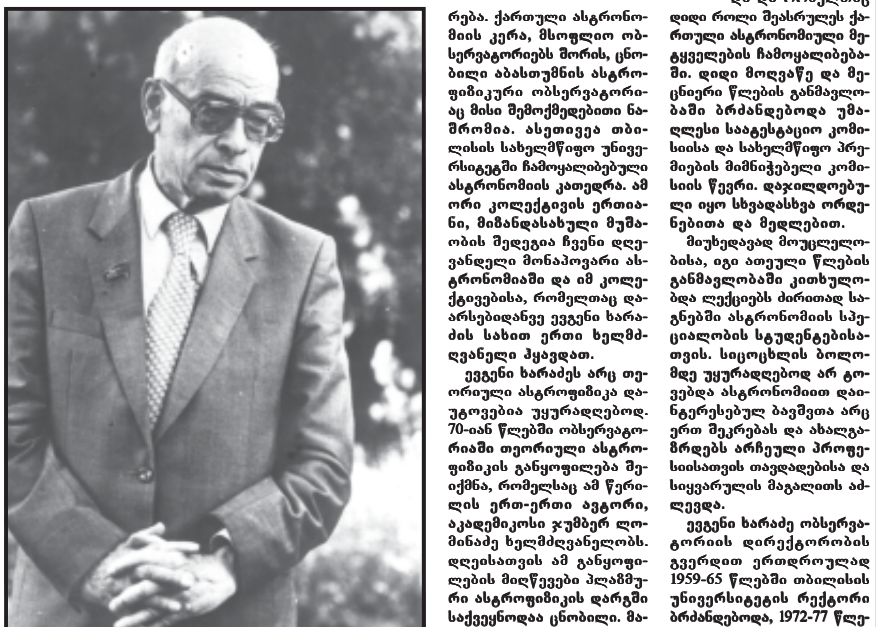 რება. ქართული ასტრონო-
მიის კერა, მსოფლიო ობ-
სერვატორიებს შორის, ცნო-
ბილი აბასთუმნის ასტრო-
ფიზიკური ობსერვატორი-
აც მისი შემოქმედებითი ნა-
შრომია. ასეთივეა თბი-
ლისის სახელმწიფო უნივე-
რსიტეტში ჩამოყალიბებული
ასტრონომიის კათედრა. ამ
ორი კოლექტივის ერთია-
ნი, მიზანდასახული მუშა-
ობის შედეგია ჩვენი დღე-
ვანდელი მონაპოვარი ას-
ტრონომიაში და იმ კოლე-
ქტივებისა, რომელთაც და-
არსებიდანვე ევგენი ხარა-
ძის სახით ერთი ხელმძ-
ღვანელი ჰყავდათ.
ევგენი ხარაძეს არც თე-
ორიული ასტროფიზიკა და-
უტოვებია უყურადღებოდ.
70-იან წლებში ობსერვატო-
რიაში თეორიული ასტრო-
ფიზიკის განყოფილება შე-
იქმნა, რომელსაც ამ წერი-
ლის ერთ-ერთი ავტორი,
აკადემიკოსი ჯუმბერ ლო-
მინაძე ხელმძღვანელობს.
დღეისათვის ამ განყოფი-
ლების მიღწევები პლაზმუ-
რი ასტროფიზიკის დარგში
საქვეყნოდაა ცნობილი. მა-
დიდი როლი შეასრულეს ქა-
რთული ასტრონომიული მე-
ტყველების ჩამოყალიბება-
ში. დიდი მოღვაწე და მე-
ცნიერი წლების განმავლო-
ბაში ბრძანდებოდა უმა-
ღლესი საატესტაციო კომი-
სიისა და სახელმწიფო პრე-
მიების მიმნიჭებელი კომი-
სიის წევრი. დაჯილდოებუ-
ლი იყო სხვადასხვა ორდე-
ნებითა და მედლებით.
მიუხედავად მოუცლელო-
ბისა, იგი ათეული წლების
განმავლობაში კითხულო-
ბდა ლექციებს ძირითად სა-
გნებში ასტრონომიის სპე-
ციალობის სტუდენტებისა-
თვის. სიცოცხლის ბოლო-
მდე უყურადღებოდ არ ტო-
ვებდა ასტრონომიით დაი-
ნტერესებულ ბავშვთა არც
ერთ შეკრებას და ახალგა-
ზრდებს არჩეული პროფე-
სიისათვის თავდადებისა და
სიყვარულის მაგალითს აძ-
ლევდა.
ევგენი ხარაძე ობსერვა-
ტორიის დირექტორობის
გვერდით ერთდროულად
1959-65 წლებში თბილისის
უნივერსიტეტის რექტორი
ბრძანდებოდა, 1972-77 წლე-